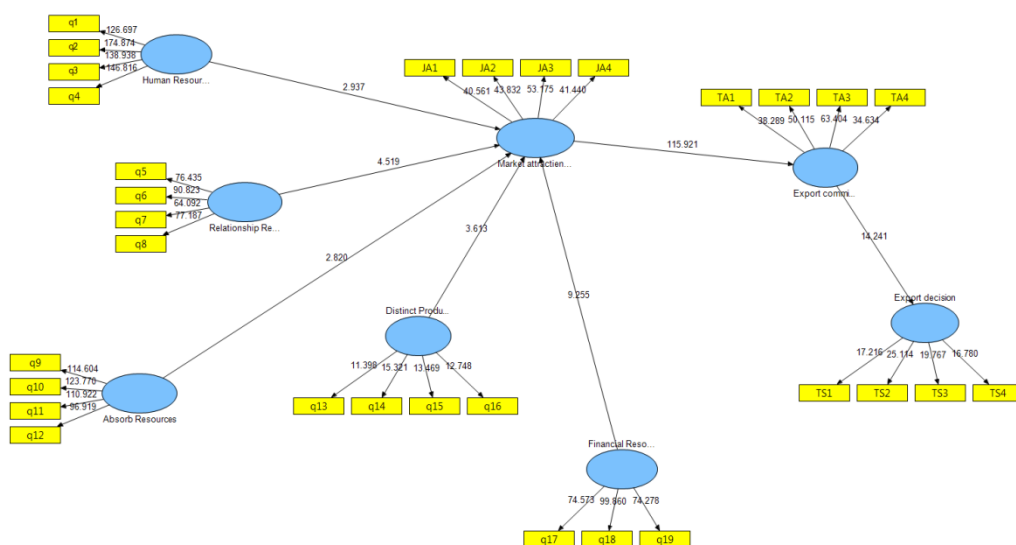 q1
126.697
q2
174.874
q3
138.938
q4
146.816
Human Resour...
2.937
JA1
JA2
JA3
JA4
40.561
43.832
53.175
41.440
Market attractien...
115.921
TA1
TA2
TA3
TA4
38.289
50.115
63.404
34.634
Export commi...
14.241
q5
76.435
q6
90.823
q7
64.092
q8
77.187
Relationship Re...
4.519
2.820
3.613
9.255
Export decision
17.216
25.114
19.767
16.780
TS1
TS2
TS3
TS4
Distinct Produ...
11.398
15.321
13.469
12.748
q13
q14
q15
q16
q9
114.604
q10
123.770
q11
110.922
q12
96.919
Absorb Resources
Financial Reso...
74.573
99.860
74.278
q17
q18
q19